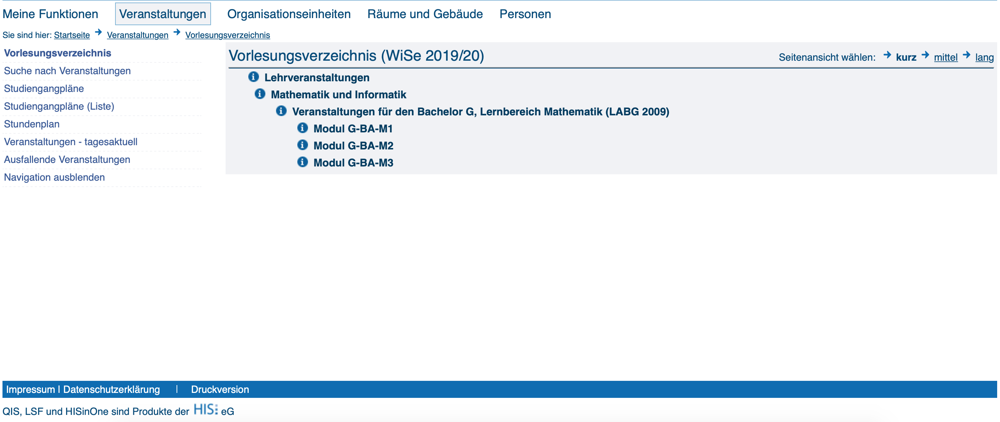 Meine Funktionen Veranstaltungen Organisationseinheiten Räume und Gebäude Personen
Sie sind hier: Startseite Veranstaltungen Vorlesungsverzeichnis
Vorlesungsverzeichnis
Suche nach Veranstaltungen
Studiengangpläne
Studiengangpläne (Liste)
Stundenplan
Veranstaltungen - tagesaktuell
Ausfallende Veranstaltungen
Navigation ausblenden
Vorlesungsverzeichnis (WiSe 2019/20) Seitenansicht wählen: kurz mittel lang
Lehrveranstaltungen
Mathematik und Informatik
Veranstaltungen für den Bachelor G, Lernbereich Mathematik (LABG 2009)
Modul G-BA-M1
Modul G-BA-M2
Modul G-BA-M3
Impressum | Datenschutzerklärung | Druckversion
QIS, LSF und HISinOne sind Produkte der HIS eG